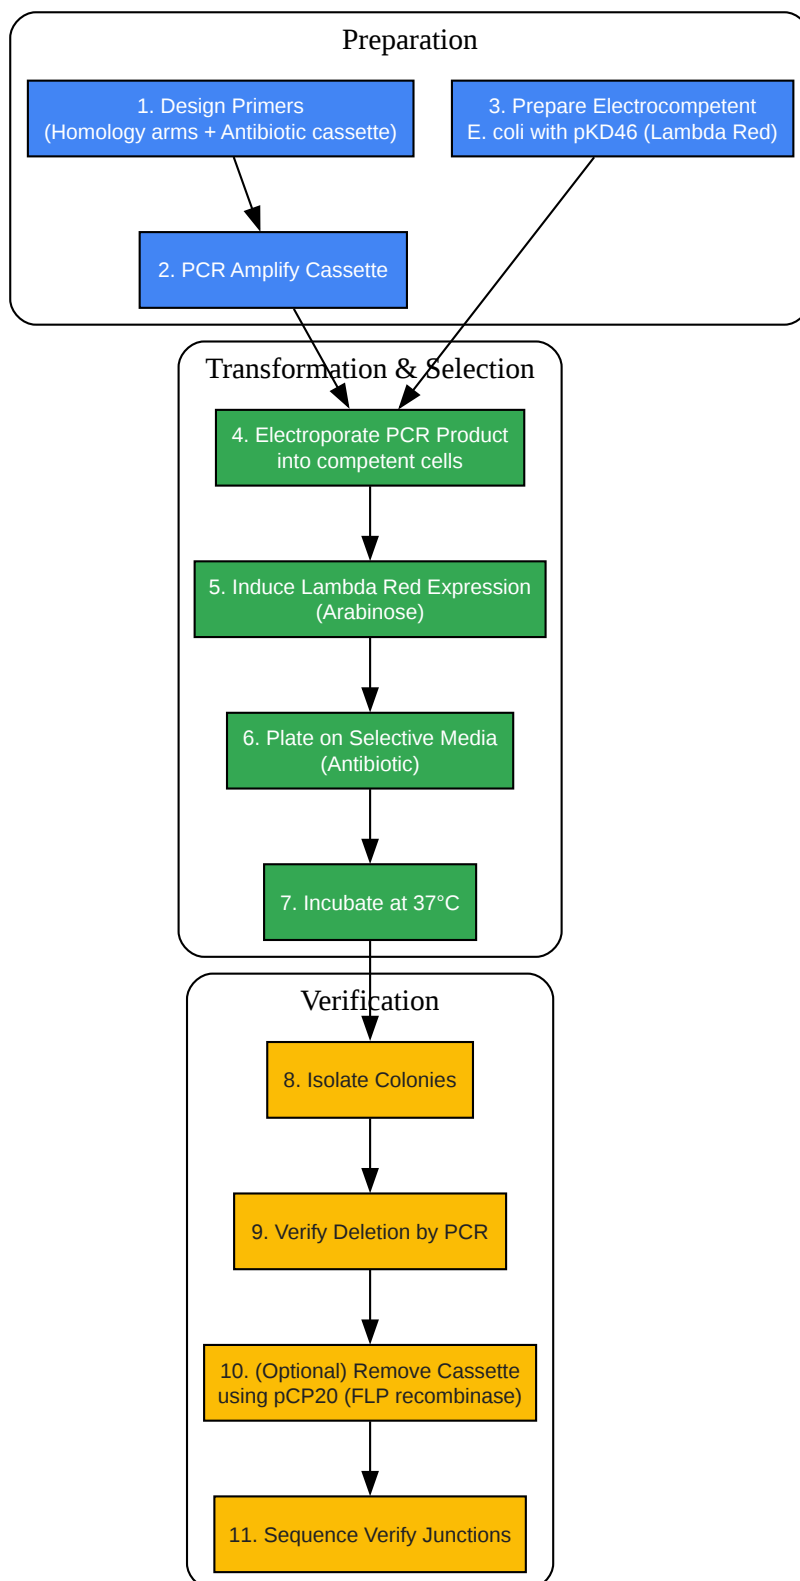 Preparation
1. Design Primers
(Homology arms + Antibiotic cassette)
3. Prepare Electrocompetent
E. coli with pKD46 (Lambda Red)
2. PCR Amplify Cassette
Transformation & Selection
4. Electroporate PCR Product
into competent cells
5. Induce Lambda Red Expression
(Arabinose)
6. Plate on Selective Media
(Antibiotic)
7. Incubate at 37°C
Verification
8. Isolate Colonies
9. Verify Deletion by PCR
10. (Optional) Remove Cassette
using pCP20 (FLP recombinase)
11. Sequence Verify Junctions